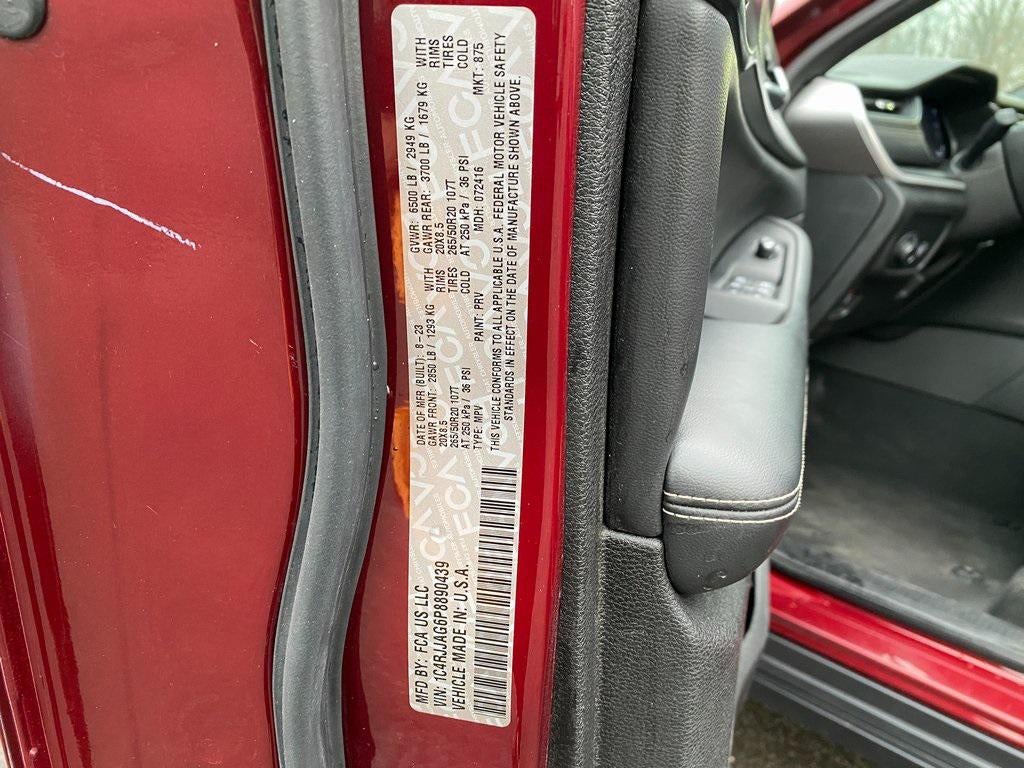 MFD BY: FCA US LLC
VIN: 1C4RJJAG6P8890439
VEHICLE MADE IN: U.S.A.
DATE OF MFR (BUILT): 8-23
GVWR: 6500 LB / 2949 KG
GAWR FRONT: 2850 LB / 1293 KG WITH
GAWR REAR: 3700 LB / 1679 KG WITH
20X8.5 RIMS
20X8.5 RIMS
265/50R20 107T TIRES
265/50R20 107T TIRES
AT 250 kPa / 36 PSI COLD
AT 250 kPa / 36 PSI COLD
TYPE: MPV PAINT: PRV MDH: 072416 MKT: 875
THIS VEHICLE CONFORMS TO ALL APPLICABLE U.S.A. FEDERAL MOTOR VEHICLE SAFETY
STANDARDS IN EFFECT ON THE DATE OF MANUFACTURE SHOWN ABOVE.